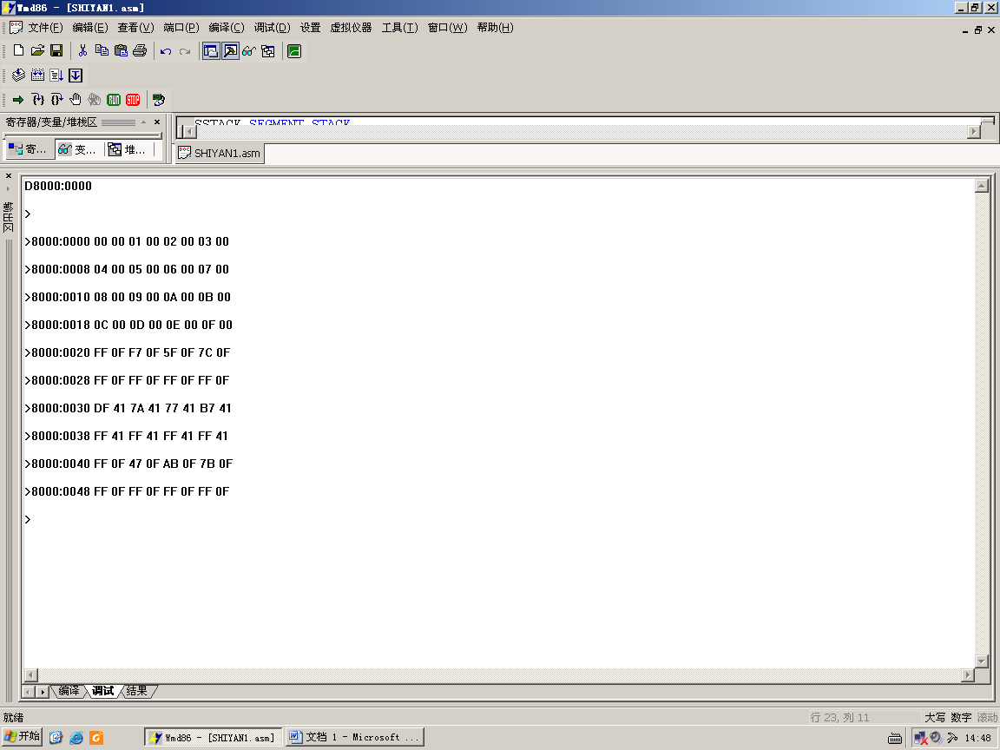 Wmd86 - [SHIYAN1.asm]
文件(F) 编辑(E) 查看(V) 端口(P) 编译(C) 调试(D) 设置 虚拟仪器 工具(T) 窗口(W) 帮助(H)
RUN STOP
寄存器/变量/堆栈区
SSTACK SEGMENT STACK
寄... 变... 堆...
SHIYAN1.asm
D8000:0000
>
>8000:0000 00 00 01 00 02 00 03 00
>8000:0008 04 00 05 00 06 00 07 00
>8000:0010 08 00 09 00 0A 00 0B 00
>8000:0018 0C 00 0D 00 0E 00 0F 00
>8000:0020 FF 0F F7 0F 5F 0F 7C 0F
>8000:0028 FF 0F FF 0F FF 0F FF 0F
>8000:0030 DF 41 7A 41 77 41 B7 41
>8000:0038 FF 41 FF 41 FF 41 FF 41
>8000:0040 FF 0F 47 0F AB 0F 7B 0F
>8000:0048 FF 0F FF 0F FF 0F FF 0F
>
编译 调试 结果
就绪
行 23, 列 11 大写 数字 滚动
开始 Wmd86 - [SHIYAN1.asm] 文档 1 - Microsoft ... 14:48